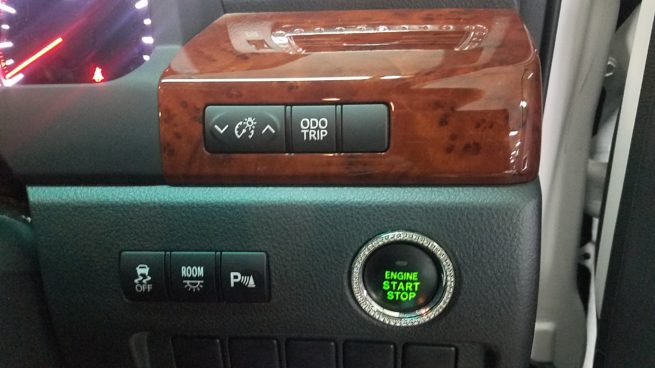 ODO
TRIP
OFF
ROOM
P
ENGINE
START
STOP